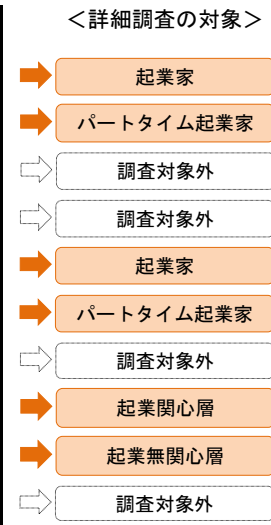 ＜詳細調査の対象＞
起業家
パートタイム起業家
調査対象外
調査対象外
起業家
パートタイム起業家
調査対象外
起業関心層
起業無関心層
調査対象外